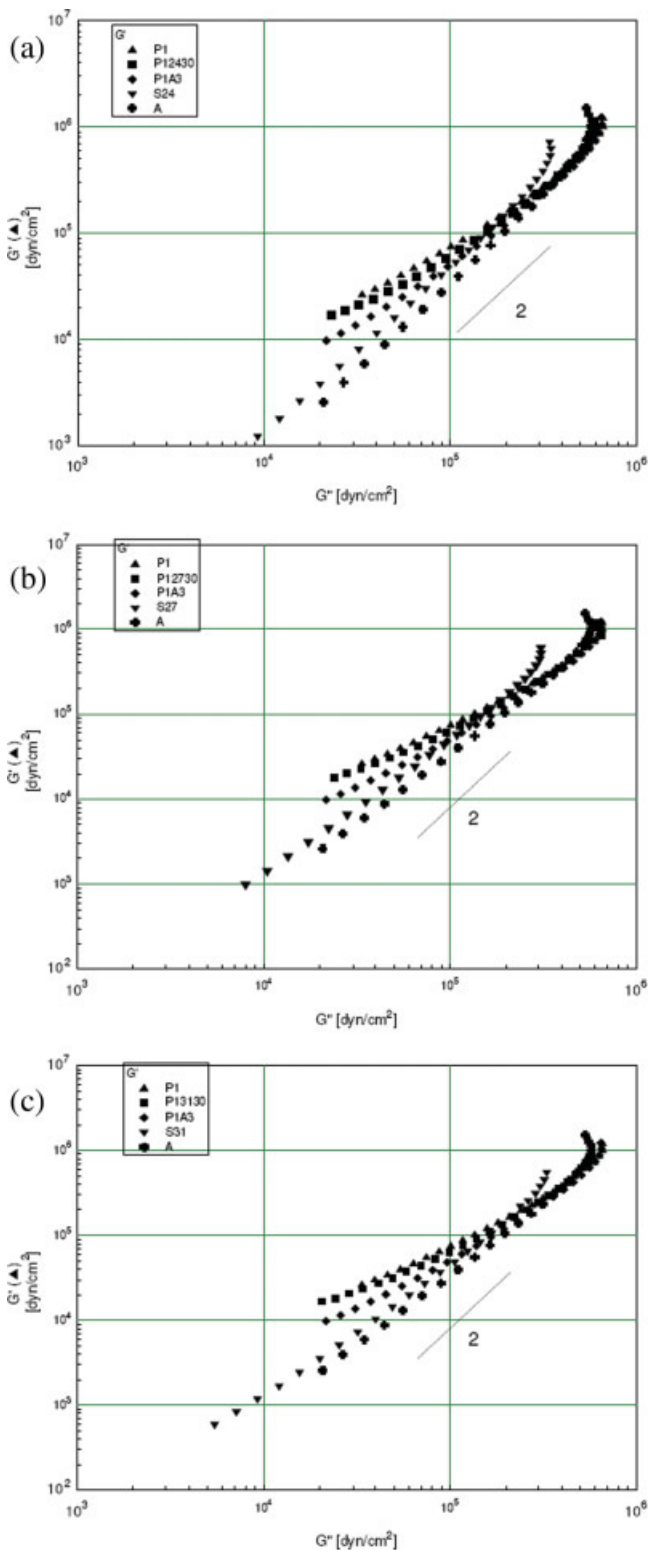 (a)
G'
P1
P12430
P1A3
S24
A
10^7
10^6
10^5
10^4
10^3
G' (▲)
[dyn/cm^2]
2
10^3
10^4
10^5
10^6
G" [dyn/cm^2]
(b)
G'
P1
P12730
P1A3
S27
A
10^7
10^6
10^5
10^4
10^3
10^2
G' (▲)
[dyn/cm^2]
2
10^3
10^4
10^5
10^6
G" [dyn/cm^2]
(c)
G'
P1
P13130
P1A3
S31
A
10^7
10^6
10^5
10^4
10^3
10^2
G' (▲)
[dyn/cm^2]
2
10^3
10^4
10^5
10^6
G" [dyn/cm^2]